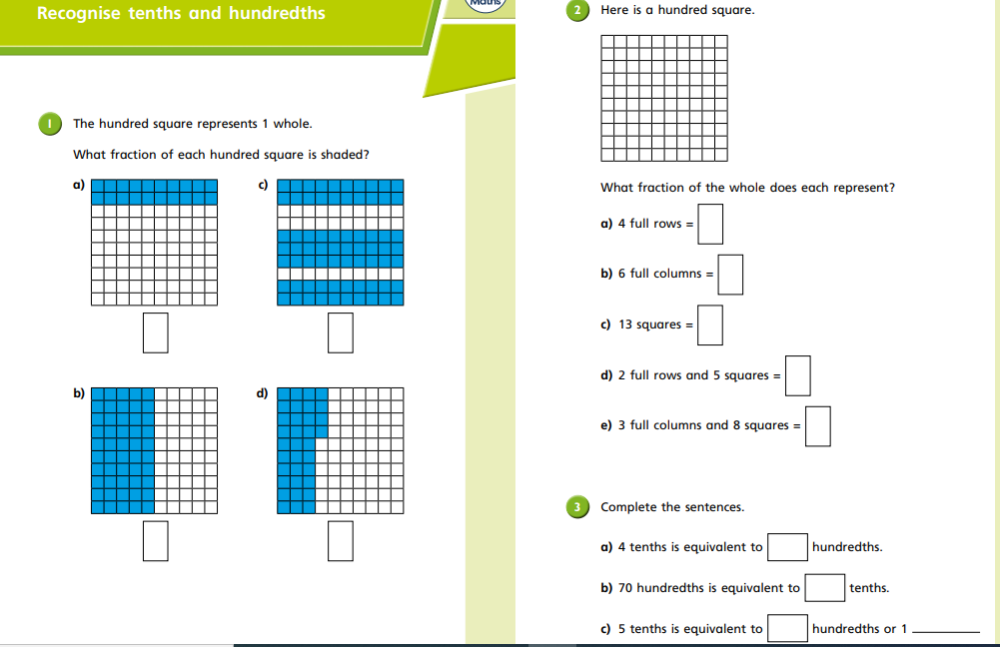 Recognise tenths and hundredths
Maths
1 The hundred square represents 1 whole.
What fraction of each hundred square is shaded?
a)
c)
b)
d)
2 Here is a hundred square.
What fraction of the whole does each represent?
a) 4 full rows =
b) 6 full columns =
c) 13 squares =
d) 2 full rows and 5 squares =
e) 3 full columns and 8 squares =
3 Complete the sentences.
a) 4 tenths is equivalent to hundredths.
b) 70 hundredths is equivalent to tenths.
c) 5 tenths is equivalent to hundredths or 1